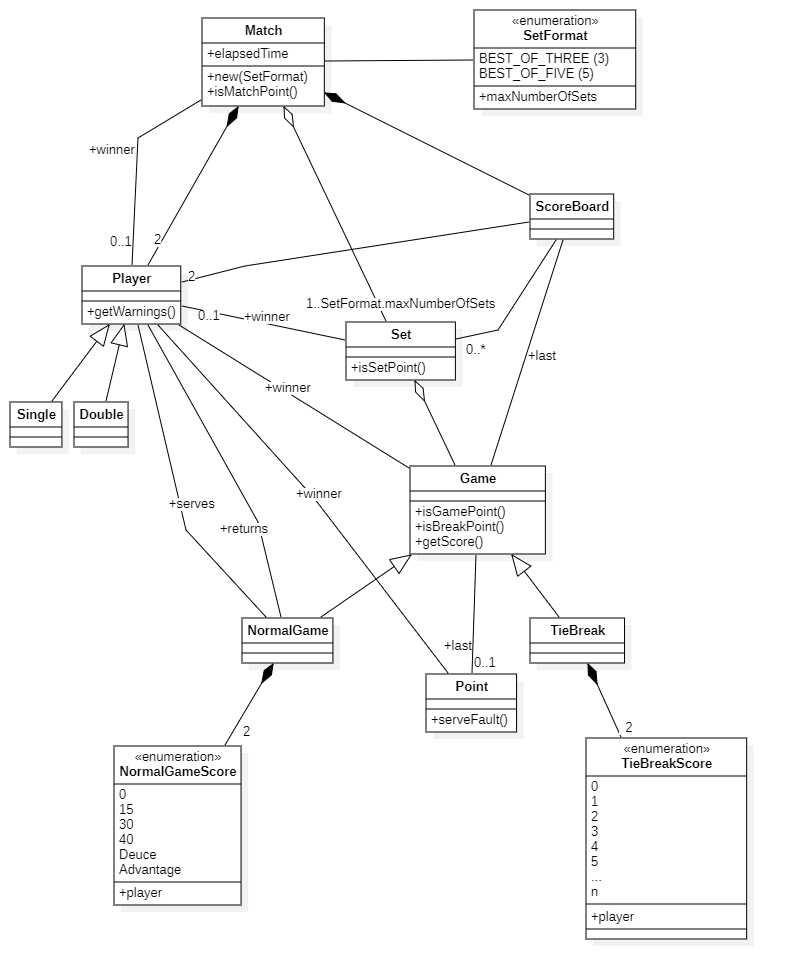 Match
+elapsedTime
+new(SetFormat)
+isMatchPoint()
«enumeration»
SetFormat
BEST_OF_THREE (3)
BEST_OF_FIVE (5)
+maxNumberOfSets
+winner
0..1
2
ScoreBoard
Player
+getWarnings()
2
0..1
+winner
1..SetFormat.maxNumberOfSets
Set
+isSetPoint()
0..*
+last
Single
Double
+winner
+serves
+returns
+winner
Game
+isGamePoint()
+isBreakPoint()
+getScore()
NormalGame
TieBreak
+last
0..1
Point
+serveFault()
2
2
«enumeration»
NormalGameScore
0
15
30
40
Deuce
Advantage
+player
«enumeration»
TieBreakScore
0
1
2
3
4
5
...
n
+player